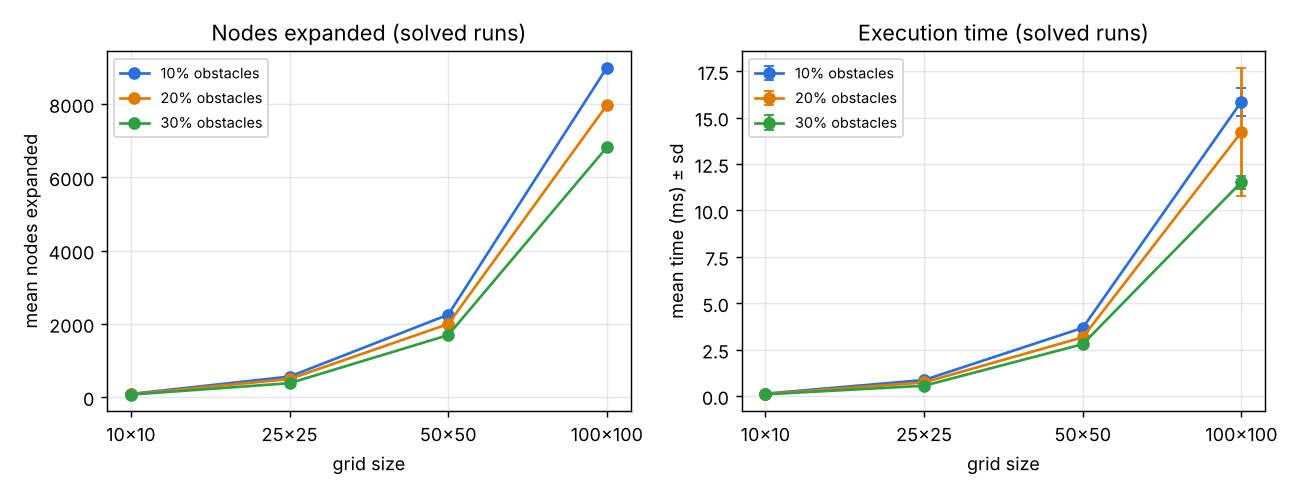 Nodes expanded (solved runs)
10% obstacles
20% obstacles
30% obstacles
mean nodes expanded
8000
6000
4000
2000
0
10×10
25×25
50×50
100×100
grid size
Execution time (solved runs)
10% obstacles
20% obstacles
30% obstacles
mean time (ms) ± sd
17.5
15.0
12.5
10.0
7.5
5.0
2.5
0.0
10×10
25×25
50×50
100×100
grid size